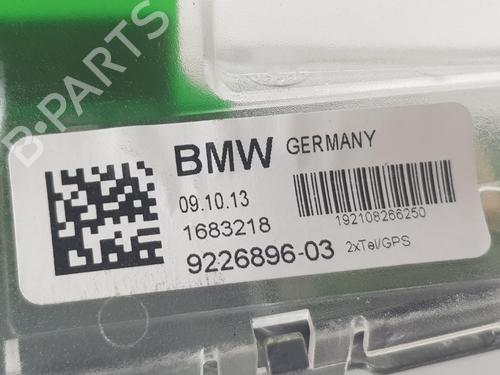 B-PARTS
BMW GERMANY
09.10.13
1683218
192108266250
9226896-03 2xTel/GPS